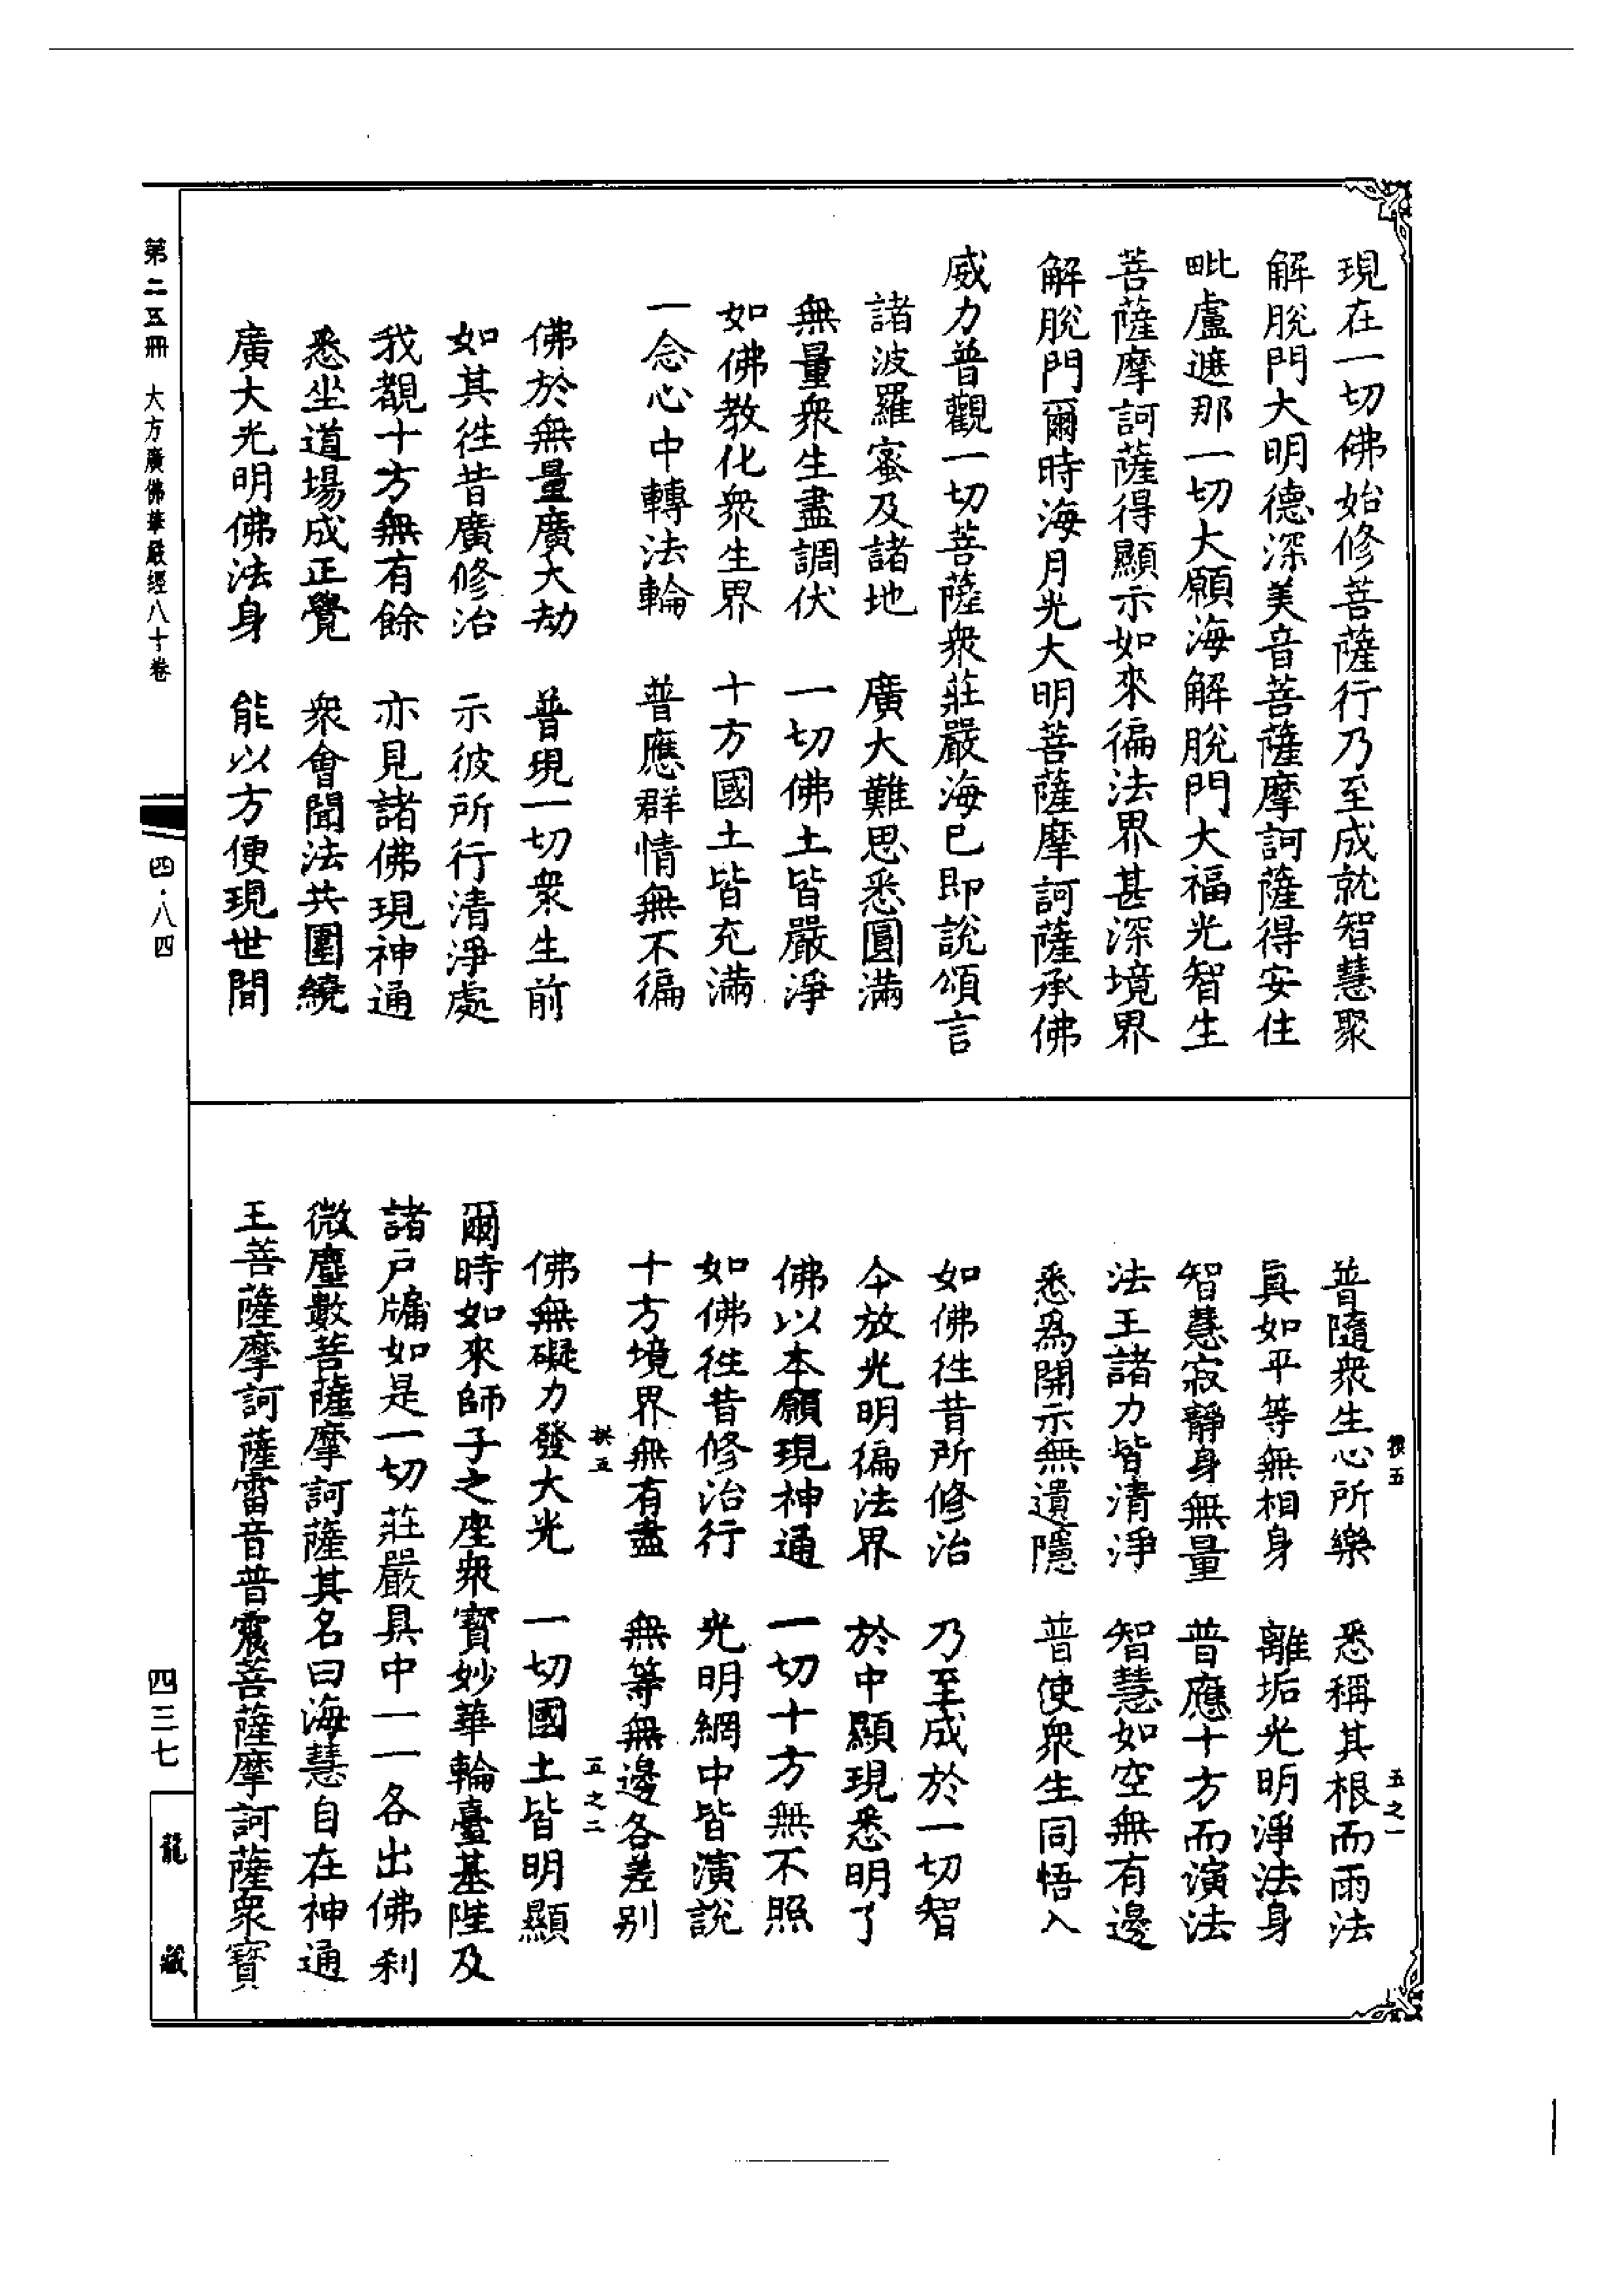 現在一切佛始修菩薩行乃至成就智慧聚
解脫門大明德深美音菩薩摩訶薩得安住
毗盧遮那一切大願海解脫門大福光智生
菩薩摩訶薩得顯示如來徧法界甚深境界
解脫門爾時海月光大明菩薩摩訶薩承佛
威力普觀一切菩薩衆莊嚴海已即說頌言
諸波羅蜜及諸地　廣大難思悉圓滿
無量衆生盡調伏　一切佛土皆嚴淨
如佛教化衆生界　十方國土皆充滿
一念心中轉法輪　普應群情無不徧
佛於無量廣大劫　普現一切衆生前
如其往昔廣修治　示彼所行清淨處
我覩十方無有餘　亦見諸佛現神通
悉坐道場成正覺　衆會聞法共圍繞
廣大光明佛法身　能以方便現世間
普隨衆生心所樂　悉稱其根而雨法
眞如平等無相身　離垢光明淨法身
智慧寂靜身無量　普應十方而演法
法王諸力皆清淨　智慧如空無有邊
悉爲開示無遺隱　普使衆生同悟入
如佛往昔所修治　乃至成於一切智
今放光明徧法界　於中顯現悉明了
佛以本願現神通　一切十方無不照
如佛往昔修治行　光明網中皆演說
十方境界無有盡　無等無邊各差別
佛無礙力發大光　一切國土皆明顯
爾時如來師子之座衆寶妙華輪臺基陛及
諸戶牖如是一切莊嚴具中一一各出佛刹
微塵數菩薩摩訶薩其名曰海慧自在神通
王菩薩摩訶薩雷音普震菩薩摩訶薩衆寶
五　五之一
五　五之二
第二五冊　大方廣佛華嚴經八十卷
四·八四
四三七
龍藏